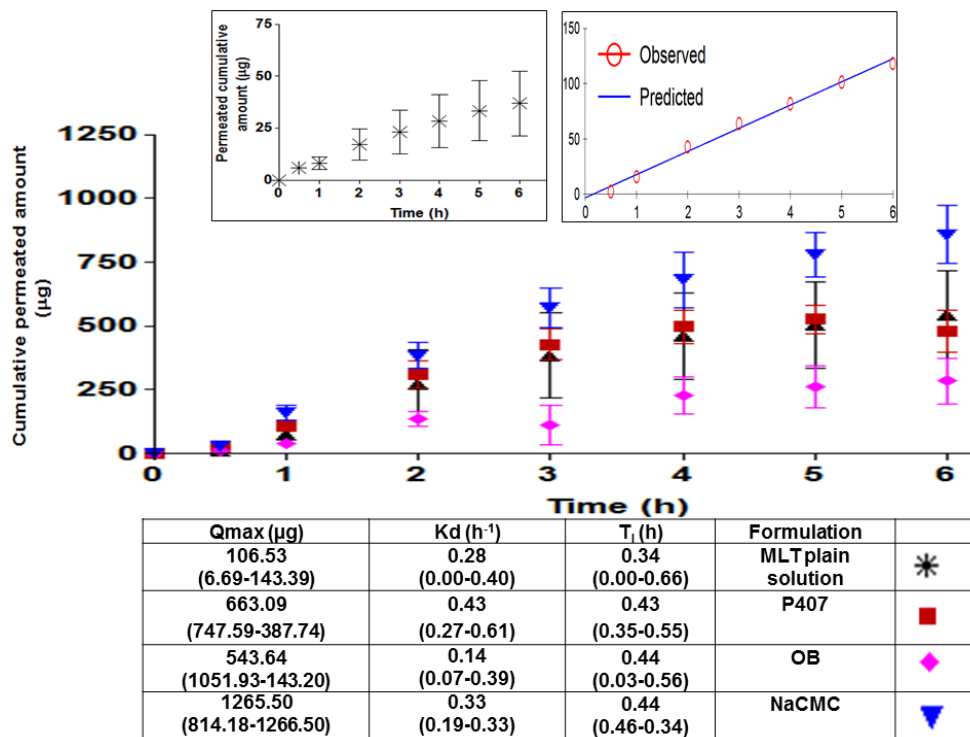 75
50
25
0
Permeated cumulative
amount (µg)
0 1 2 3 4 5 6
Time (h)
150
100
50
0
Observed
Predicted
0 1 2 3 4 5 6
1250
1000
750
500
250
0
Cumulative permeated amount
(µg)
0 1 2 3 4 5 6
Time (h)
Qmax (µg) Kd (h⁻¹) Tₗ (h) Formulation
106.53 0.28 0.34 MLT plain
(6.69-143.39) (0.00-0.40) (0.00-0.66) solution
663.09 0.43 0.43 P407
(747.59-387.74) (0.27-0.61) (0.35-0.55)
543.64 0.14 0.44 OB
(1051.93-143.20) (0.07-0.39) (0.03-0.56)
1265.50 0.33 0.44 NaCMC
(814.18-1266.50) (0.19-0.33) (0.46-0.34)